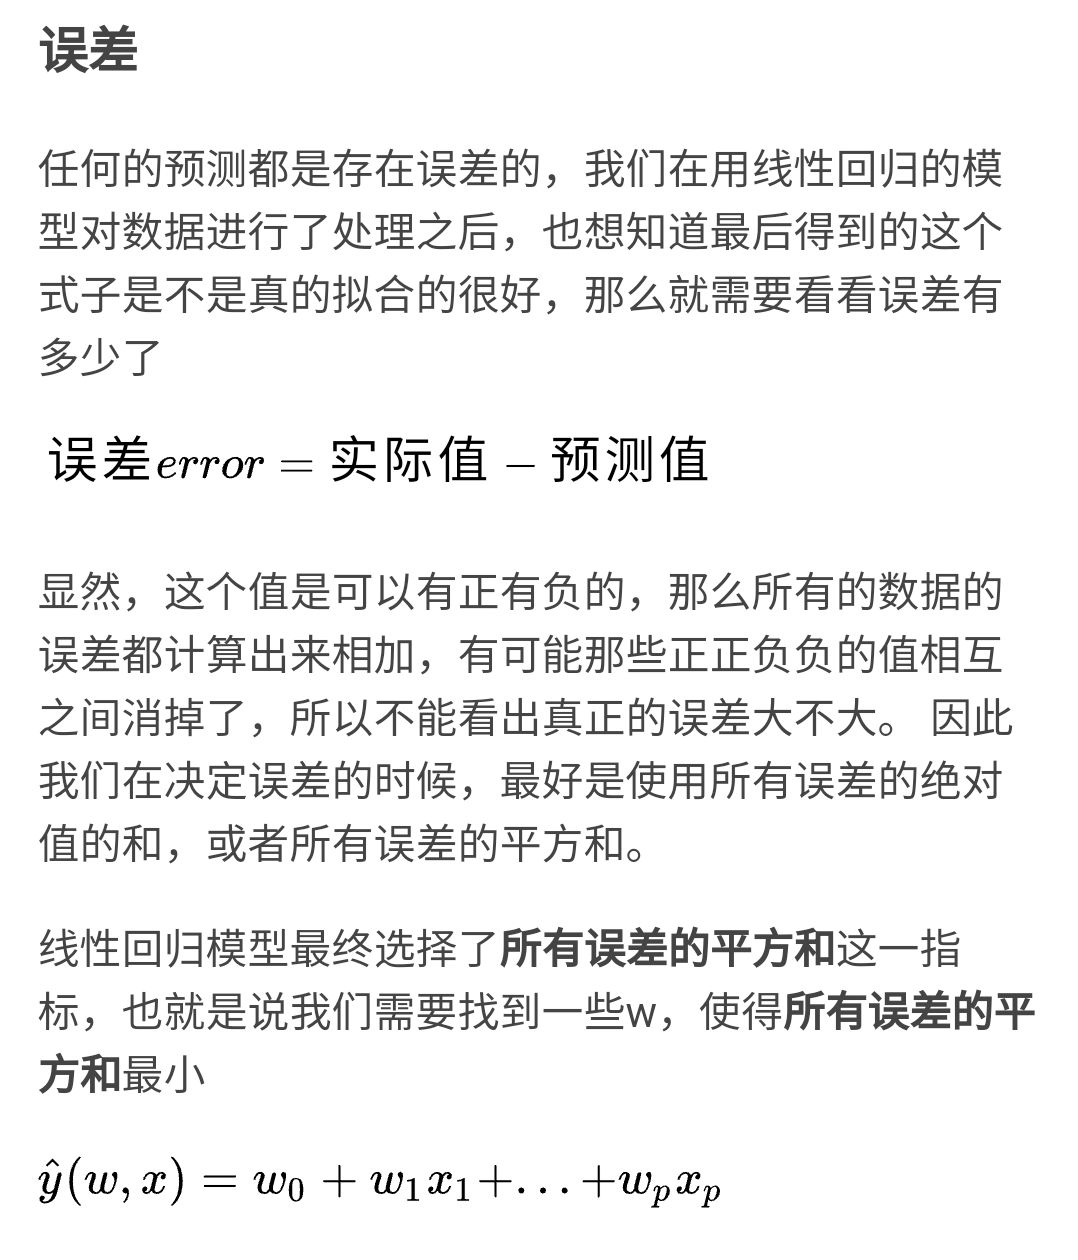 误差
任何的预测都是存在误差的，我们在用线性回归的模
型对数据进行了处理之后，也想知道最后得到的这个
式子是不是真的拟合的很好，那么就需要看看误差有
多少了
误差error = 实际值 − 预测值
显然，这个值是可以有正有负的，那么所有的数据的
误差都计算出来相加，有可能那些正正负负的值相互
之间消掉了，所以不能看出真正的误差大不大。 因此
我们在决定误差的时候，最好是使用所有误差的绝对
值的和，或者所有误差的平方和。
线性回归模型最终选择了所有误差的平方和这一指
标，也就是说我们需要找到一些w，使得所有误差的平
方和最小
ŷ(w, x) = w₀ + w₁x₁+...+wₚxₚ